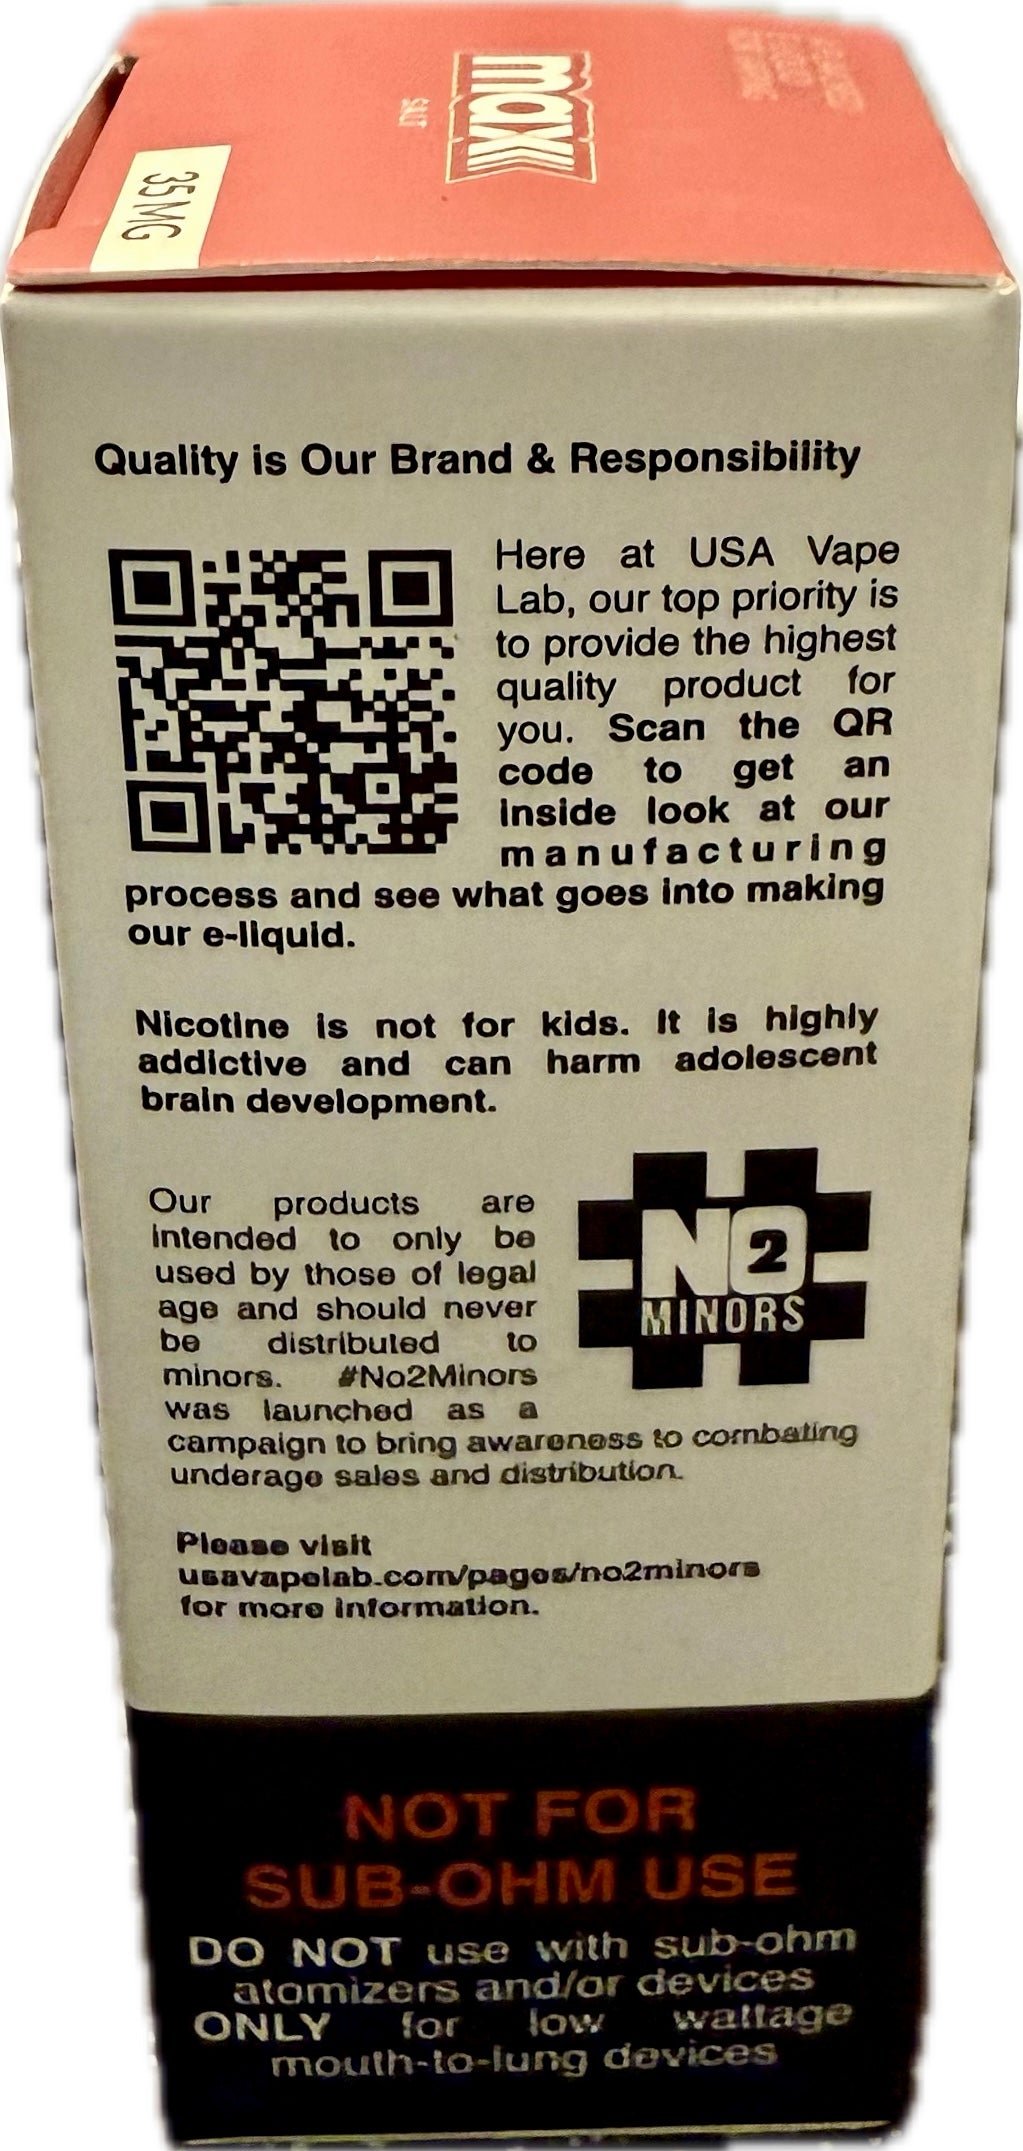 max
SALT
35MG
Quality is Our Brand & Responsibility
Here at USA Vape
Lab, our top priority is
to provide the highest
quality product for
you. Scan the QR
code to get an
inside look at our
manufacturing
process and see what goes into making
our e-liquid.
Nicotine is not for kids. It is highly
addictive and can harm adolescent
brain development.
Our products are
intended to only be
used by those of legal
age and should never
be distributed to
minors. #No2Minors
was launched as a
campaign to bring awareness to combating
underage sales and distribution.
NO2
MINORS
Please visit
usavapelab.com/pages/no2minors
for more information.
NOT FOR
SUB-OHM USE
DO NOT use with sub-ohm
atomizers and/or devices
ONLY for low wattage
mouth-to-lung devices